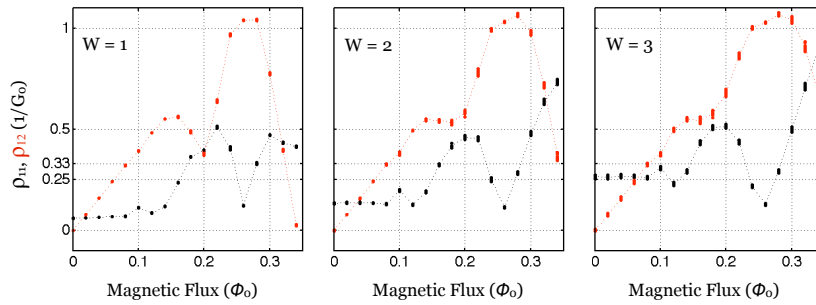 W = 1
W = 2
W = 3
ρ₁₁, ρ₁₂ (1/G₀)
1
0.5
0.33
0.25
0
0 0.1 0.2 0.3
0 0.1 0.2 0.3
0 0.1 0.2 0.3
Magnetic Flux (Φ₀)
Magnetic Flux (Φ₀)
Magnetic Flux (Φ₀)